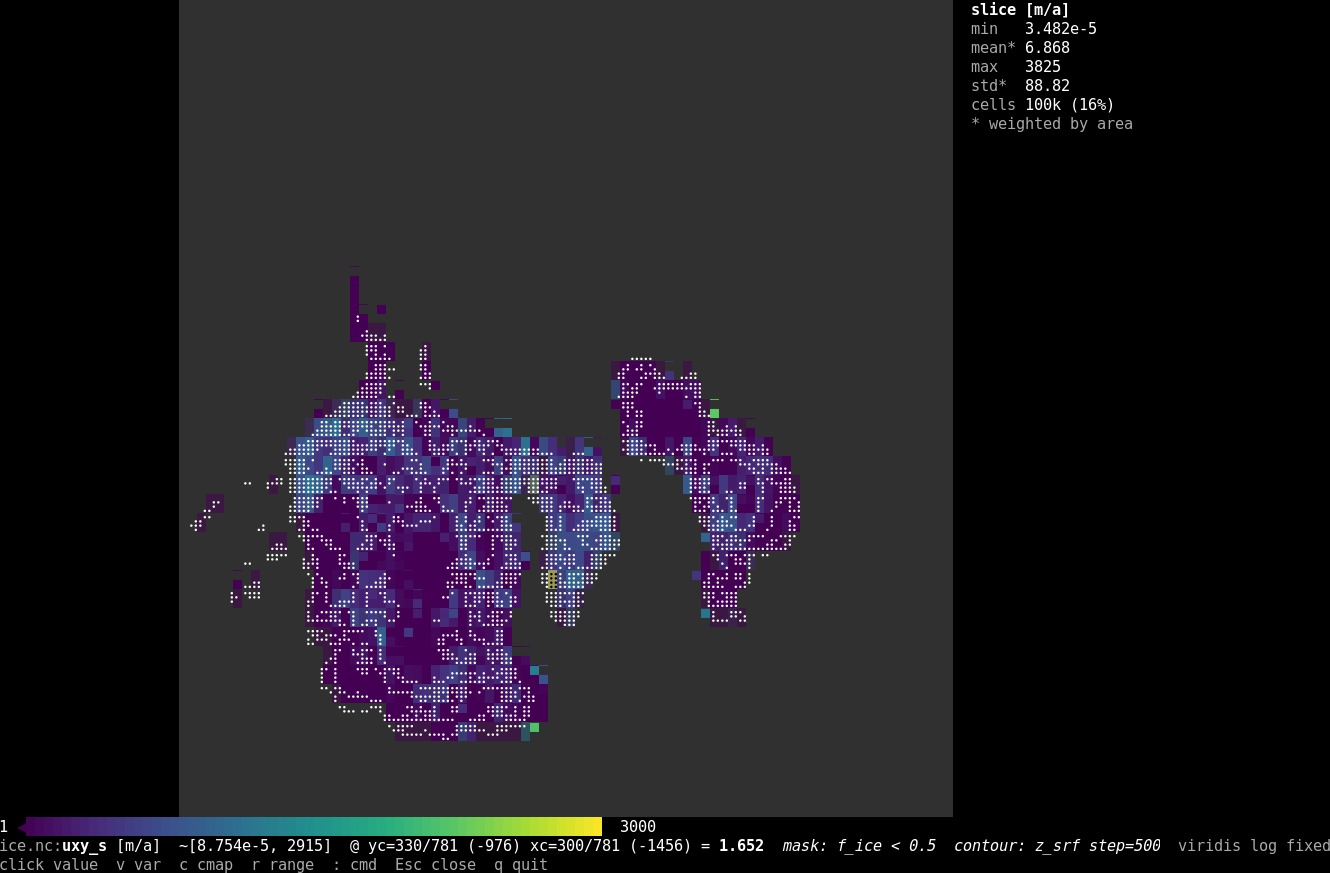 slice [m/a]
min 3.482e-5
mean* 6.868
max 3825
std* 88.82
cells 100k (16%)
* weighted by area
1 3000
ice.nc:uxy_s [m/a] ~[8.754e-5, 2915] @ yc=330/781 (-976) xc=300/781 (-1456) = 1.652 mask: f_ice < 0.5 contour: z_srf step=500 viridis log fixed
click value v var c cmap r range : cmd Esc close q quit